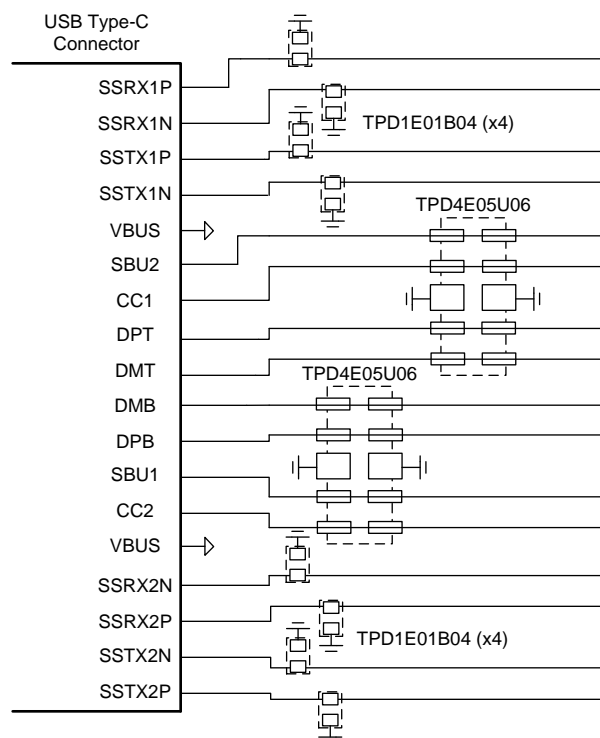 USB Type-C
Connector
SSRX1P
SSRX1N
TPD1E01B04 (x4)
SSTX1P
SSTX1N
TPD4E05U06
VBUS
SBU2
CC1
DPT
DMT
TPD4E05U06
DMB
DPB
SBU1
CC2
VBUS
SSRX2N
SSRX2P
TPD1E01B04 (x4)
SSTX2N
SSTX2P